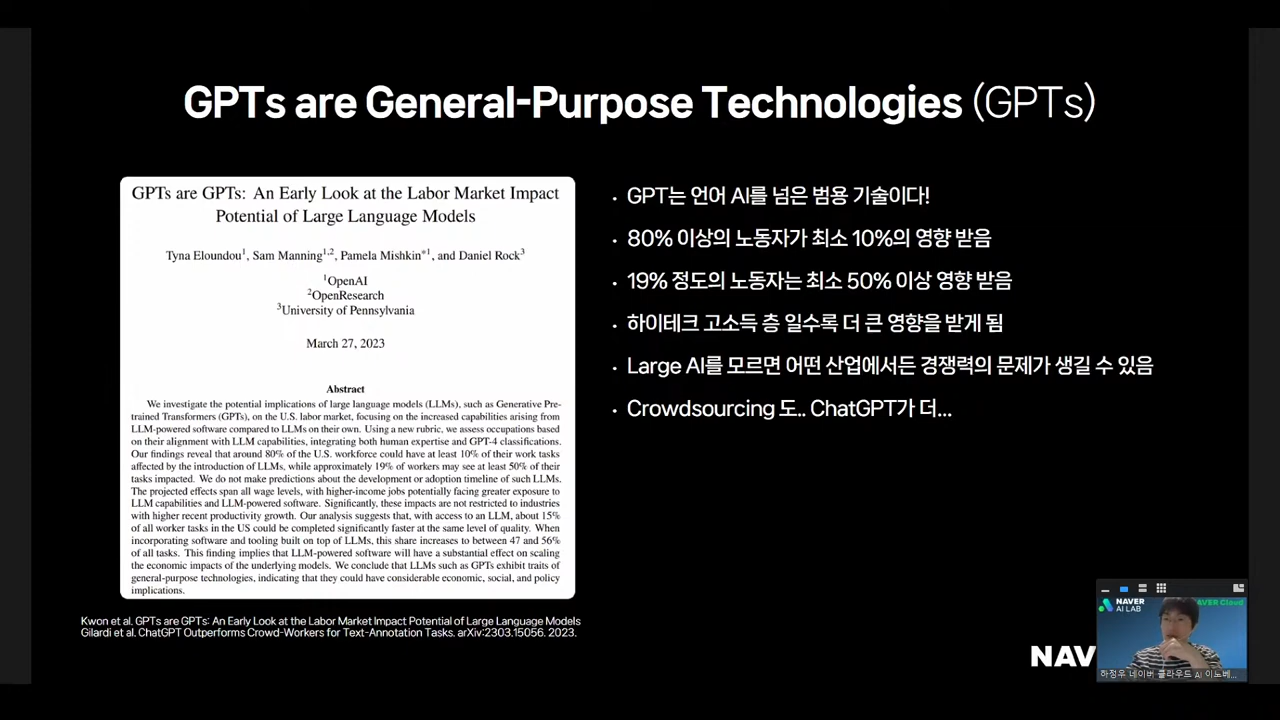 GPTs are General-Purpose Technologies (GPTs)
GPTs are GPTs: An Early Look at the Labor Market Impact
Potential of Large Language Models
Tyna Eloundou¹, Sam Manning¹,², Pamela Mishkin*¹, and Daniel Rock³
¹OpenAI
²OpenResearch
³University of Pennsylvania
March 27, 2023
Abstract
We investigate the potential implications of large language models (LLMs), such as Generative Pre-
trained Transformers (GPTs), on the U.S. labor market, focusing on the increased capabilities arising from
LLM-powered software compared to LLMs on their own. Using a new rubric, we assess occupations based
on their alignment with LLM capabilities, integrating both human expertise and GPT-4 classifications.
Our findings reveal that around 80% of the U.S. workforce could have at least 10% of their work tasks
affected by the introduction of LLMs, while approximately 19% of workers may see at least 50% of their
tasks impacted. We do not make predictions about the development or adoption timeline of such LLMs.
The projected effects span all wage levels, with higher-income jobs potentially facing greater exposure to
LLM capabilities and LLM-powered software. Significantly, these impacts are not restricted to industries
with higher recent productivity growth. Our analysis suggests that, with access to an LLM, about 15%
of all worker tasks in the US could be completed significantly faster at the same level of quality. When
incorporating software and tooling built on top of LLMs, this share increases to between 47 and 56%
of all tasks. This finding implies that LLM-powered software will have a substantial effect on scaling
the economic impacts of the underlying models. We conclude that LLMs such as GPTs exhibit traits of
general-purpose technologies, indicating that they could have considerable economic, social, and policy
implications.
Kwon et al. GPTs are GPTs: An Early Look at the Labor Market Impact Potential of Large Language Models
Gilardi et al. ChatGPT Outperforms Crowd-Workers for Text-Annotation Tasks. arXiv:2303.15056. 2023.
· GPT는 언어 AI를 넘은 범용 기술이다!
· 80% 이상의 노동자가 최소 10%의 영향 받음
· 19% 정도의 노동자는 최소 50% 이상 영향 받음
· 하이테크 고소득 층 일수록 더 큰 영향을 받게 됨
· Large AI를 모르면 어떤 산업에서든 경쟁력의 문제가 생길 수 있음
· Crowdsourcing 도.. ChatGPT가 더...
NAV
NAVER
AI LAB
NAVER Cloud
하정우 네이버 클라우드 AI 이노베...